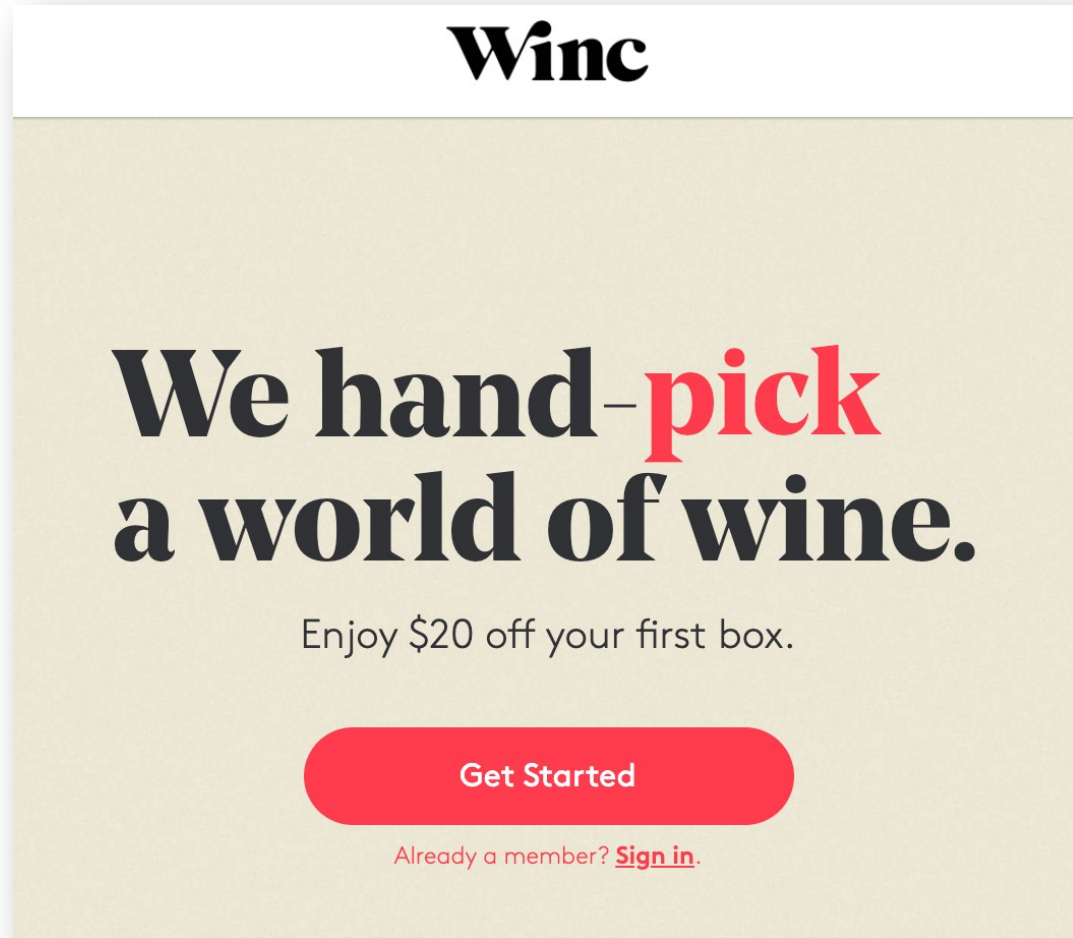 Winc
We hand-pick
a world of wine.
Enjoy $20 off your first box.
Get Started
Already a member? Sign in.